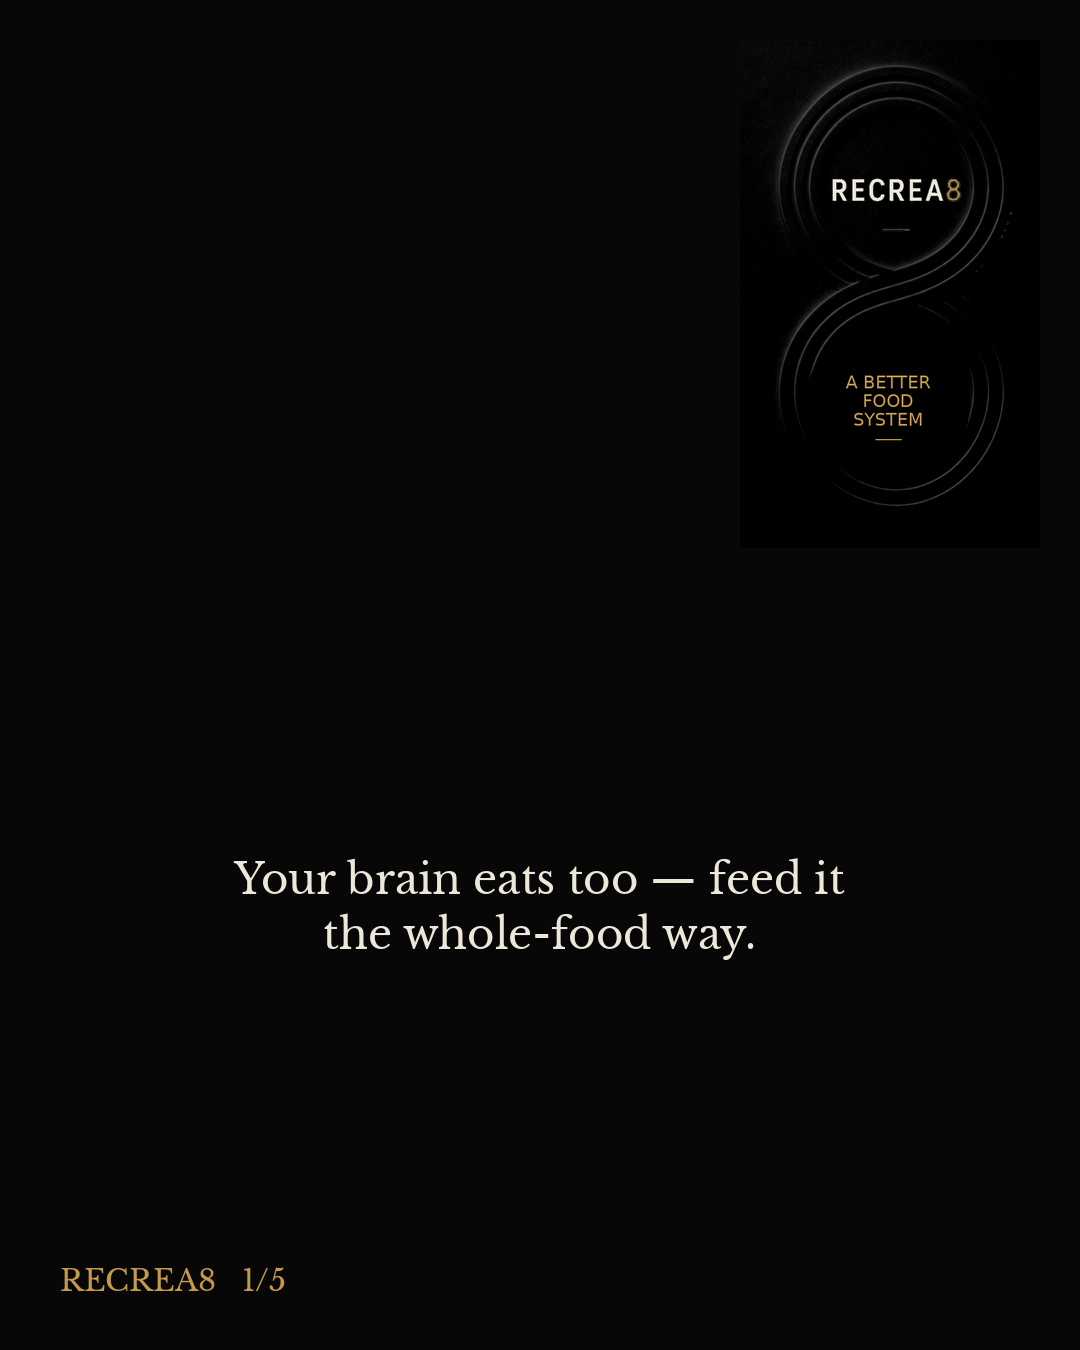 RECREA8
A BETTER
FOOD
SYSTEM
Your brain eats too — feed it
the whole-food way.
RECREA8 1/5